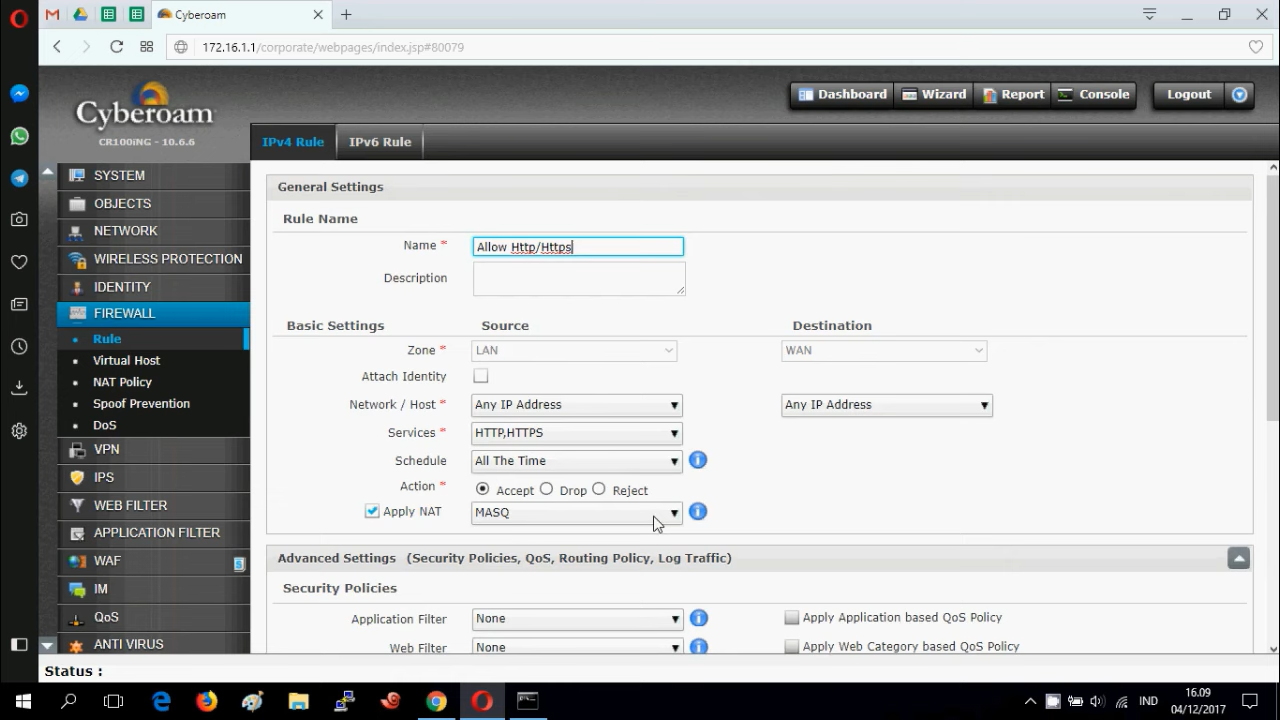 Cyberoam
172.16.1.1/corporate/webpages/index.jsp#80079
Cyberoam
CR100iNG - 10.6.6
Dashboard
Wizard
Report
Console
Logout
IPv4 Rule
IPv6 Rule
SYSTEM
OBJECTS
NETWORK
WIRELESS PROTECTION
IDENTITY
FIREWALL
Rule
Virtual Host
NAT Policy
Spoof Prevention
DoS
VPN
IPS
WEB FILTER
APPLICATION FILTER
WAF
IM
QoS
ANTI VIRUS
General Settings
Rule Name
Name * Allow Http/Https
Description
Basic Settings Source Destination
Zone * LAN WAN
Attach Identity
Network / Host * Any IP Address Any IP Address
Services * HTTP,HTTPS
Schedule All The Time
Action * Accept Drop Reject
Apply NAT MASQ
Advanced Settings (Security Policies, QoS, Routing Policy, Log Traffic)
Security Policies
Application Filter None Apply Application based QoS Policy
Web Filter None Apply Web Category based QoS Policy
Status :
IND
16.09
04/12/2017